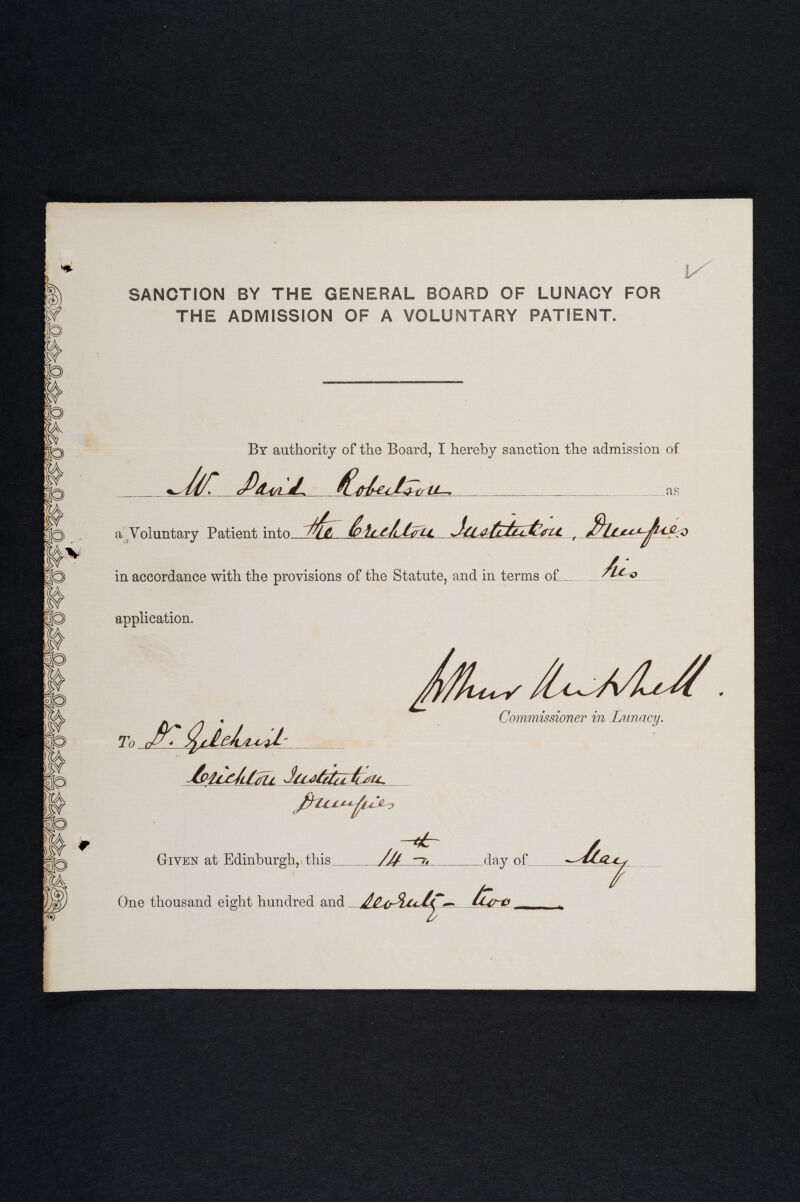 SANCTION BY THE GENERAL BOARD OF LUNACY FOR
THE ADMISSION OF A VOLUNTARY PATIENT.
By authority of the Board, I hereby sanction the admission of
Mr. David Robertson as
a Voluntary Patient into the Crichton Institution, Dumfries
in accordance with the provisions of the Statute, and in terms of his
application.
Arthur Mitchell.
Commissioner in Lunacy.
To Dr. Gilchrist
Crichton Institution
Dumfries
Given at Edinburgh, this 14th day of May
One thousand eight hundred and seventy-two